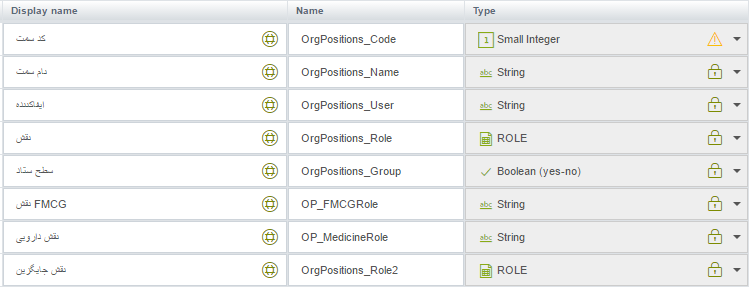 Display name Name Type
کد سمت OrgPositions_Code 1 Small Integer
نام سمت OrgPositions_Name abc String
ایفاکننده OrgPositions_User abc String
نقش OrgPositions_Role ROLE
سطح ستاد OrgPositions_Group Boolean (yes-no)
نقش FMCG OP_FMCGRole abc String
نقش دارویی OP_MedicineRole abc String
نقش جایگزین OrgPositions_Role2 ROLE